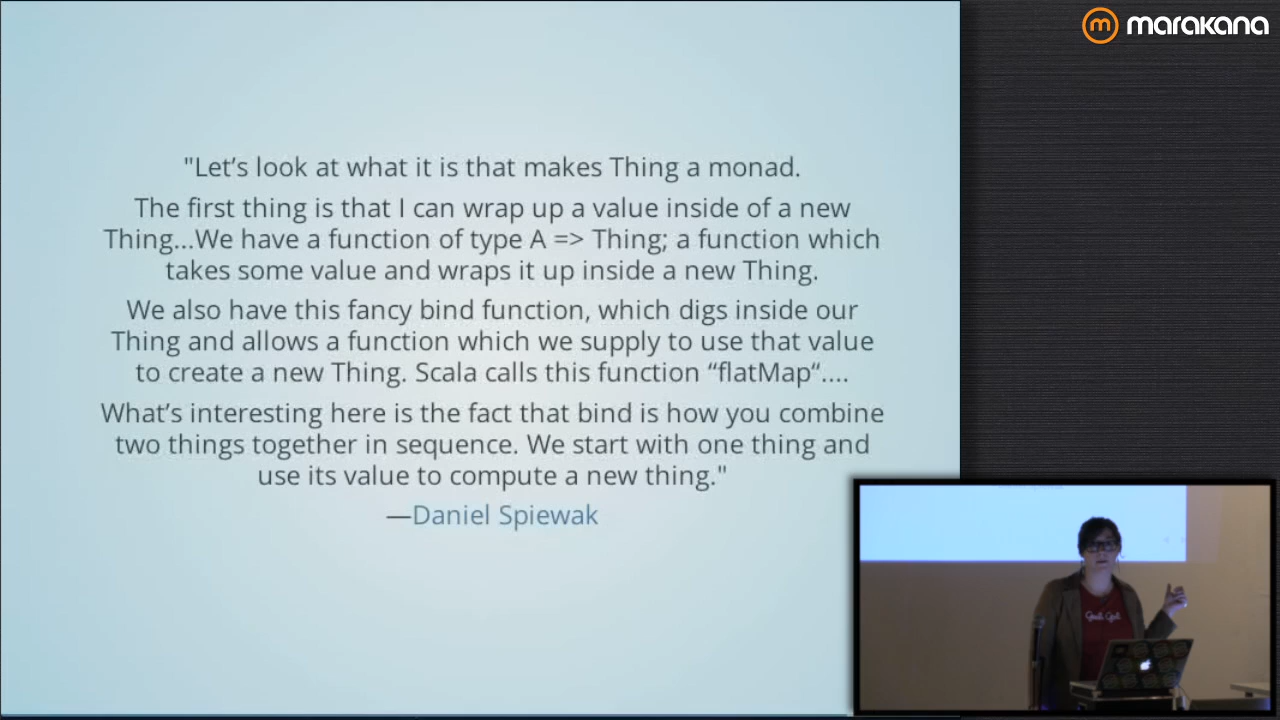 marakana
"Let’s look at what it is that makes Thing a monad.
The first thing is that I can wrap up a value inside of a new
Thing...We have a function of type A => Thing; a function which
takes some value and wraps it up inside a new Thing.
We also have this fancy bind function, which digs inside our
Thing and allows a function which we supply to use that value
to create a new Thing. Scala calls this function “flatMap“....
What’s interesting here is the fact that bind is how you combine
two things together in sequence. We start with one thing and
use its value to compute a new thing."
—Daniel Spiewak